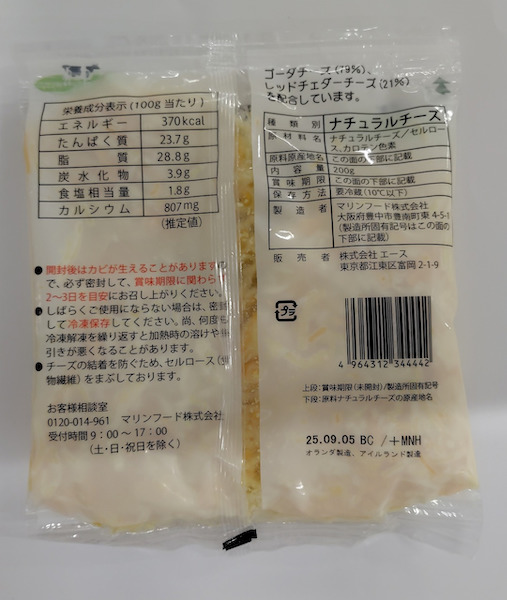 栄養成分表示 (100g当たり)
エネルギー 370kcal
たんぱく質 23.7g
脂質 28.8g
炭水化物 3.9g
食塩相当量 1.8g
カルシウム 807mg
(推定値)
●開封後はカビが生えることがあります
で、必ず密封して、賞味期限に関わら
2〜3日を目安にお召し上がりください。
●しばらくご使用にならない場合は、密封
して冷凍保存してください。尚、何度も
冷凍解凍を繰り返すと加熱時の溶けや
引きが悪くなることがあります。
●チーズの結着を防ぐため、セルロース(
物繊維)をまぶしております。
お客様相談室
0120-014-961 マリンフード株式会社
受付時間 9:00〜17:00
(土・日・祝日を除く)
ゴーダチーズ(79%)、
レッドチェダーチーズ(21%)
を配合しています。
種類別 ナチュラルチーズ
原材料名 ナチュラルチーズ/セルロー
ス、カロチン色素
原料原産地名 この面の下部に記載
内容量 200g
賞味期限 この面の下部に記載
保存方法 要冷蔵(10℃以下)
製造者 マリンフード株式会社
大阪府豊中市豊南町東4-5-1
(製造所固有記号はこの面の
下部に記載)
販売者 株式会社 エース
東京都江東区富岡2-1-9
プラ
4 964312 344442
上段:賞味期限(未開封)/製造所固有記号
下段:原料ナチュラルチーズの原産地名
25.09.05 BC /+MNH
オランダ製造、アイルランド製造